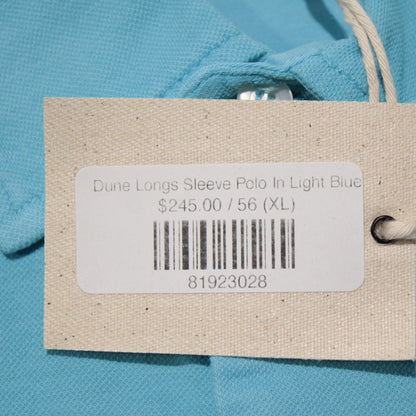 Dune Longs Sleeve Polo In Light Blue
$245.00 / 56 (XL)
81923028